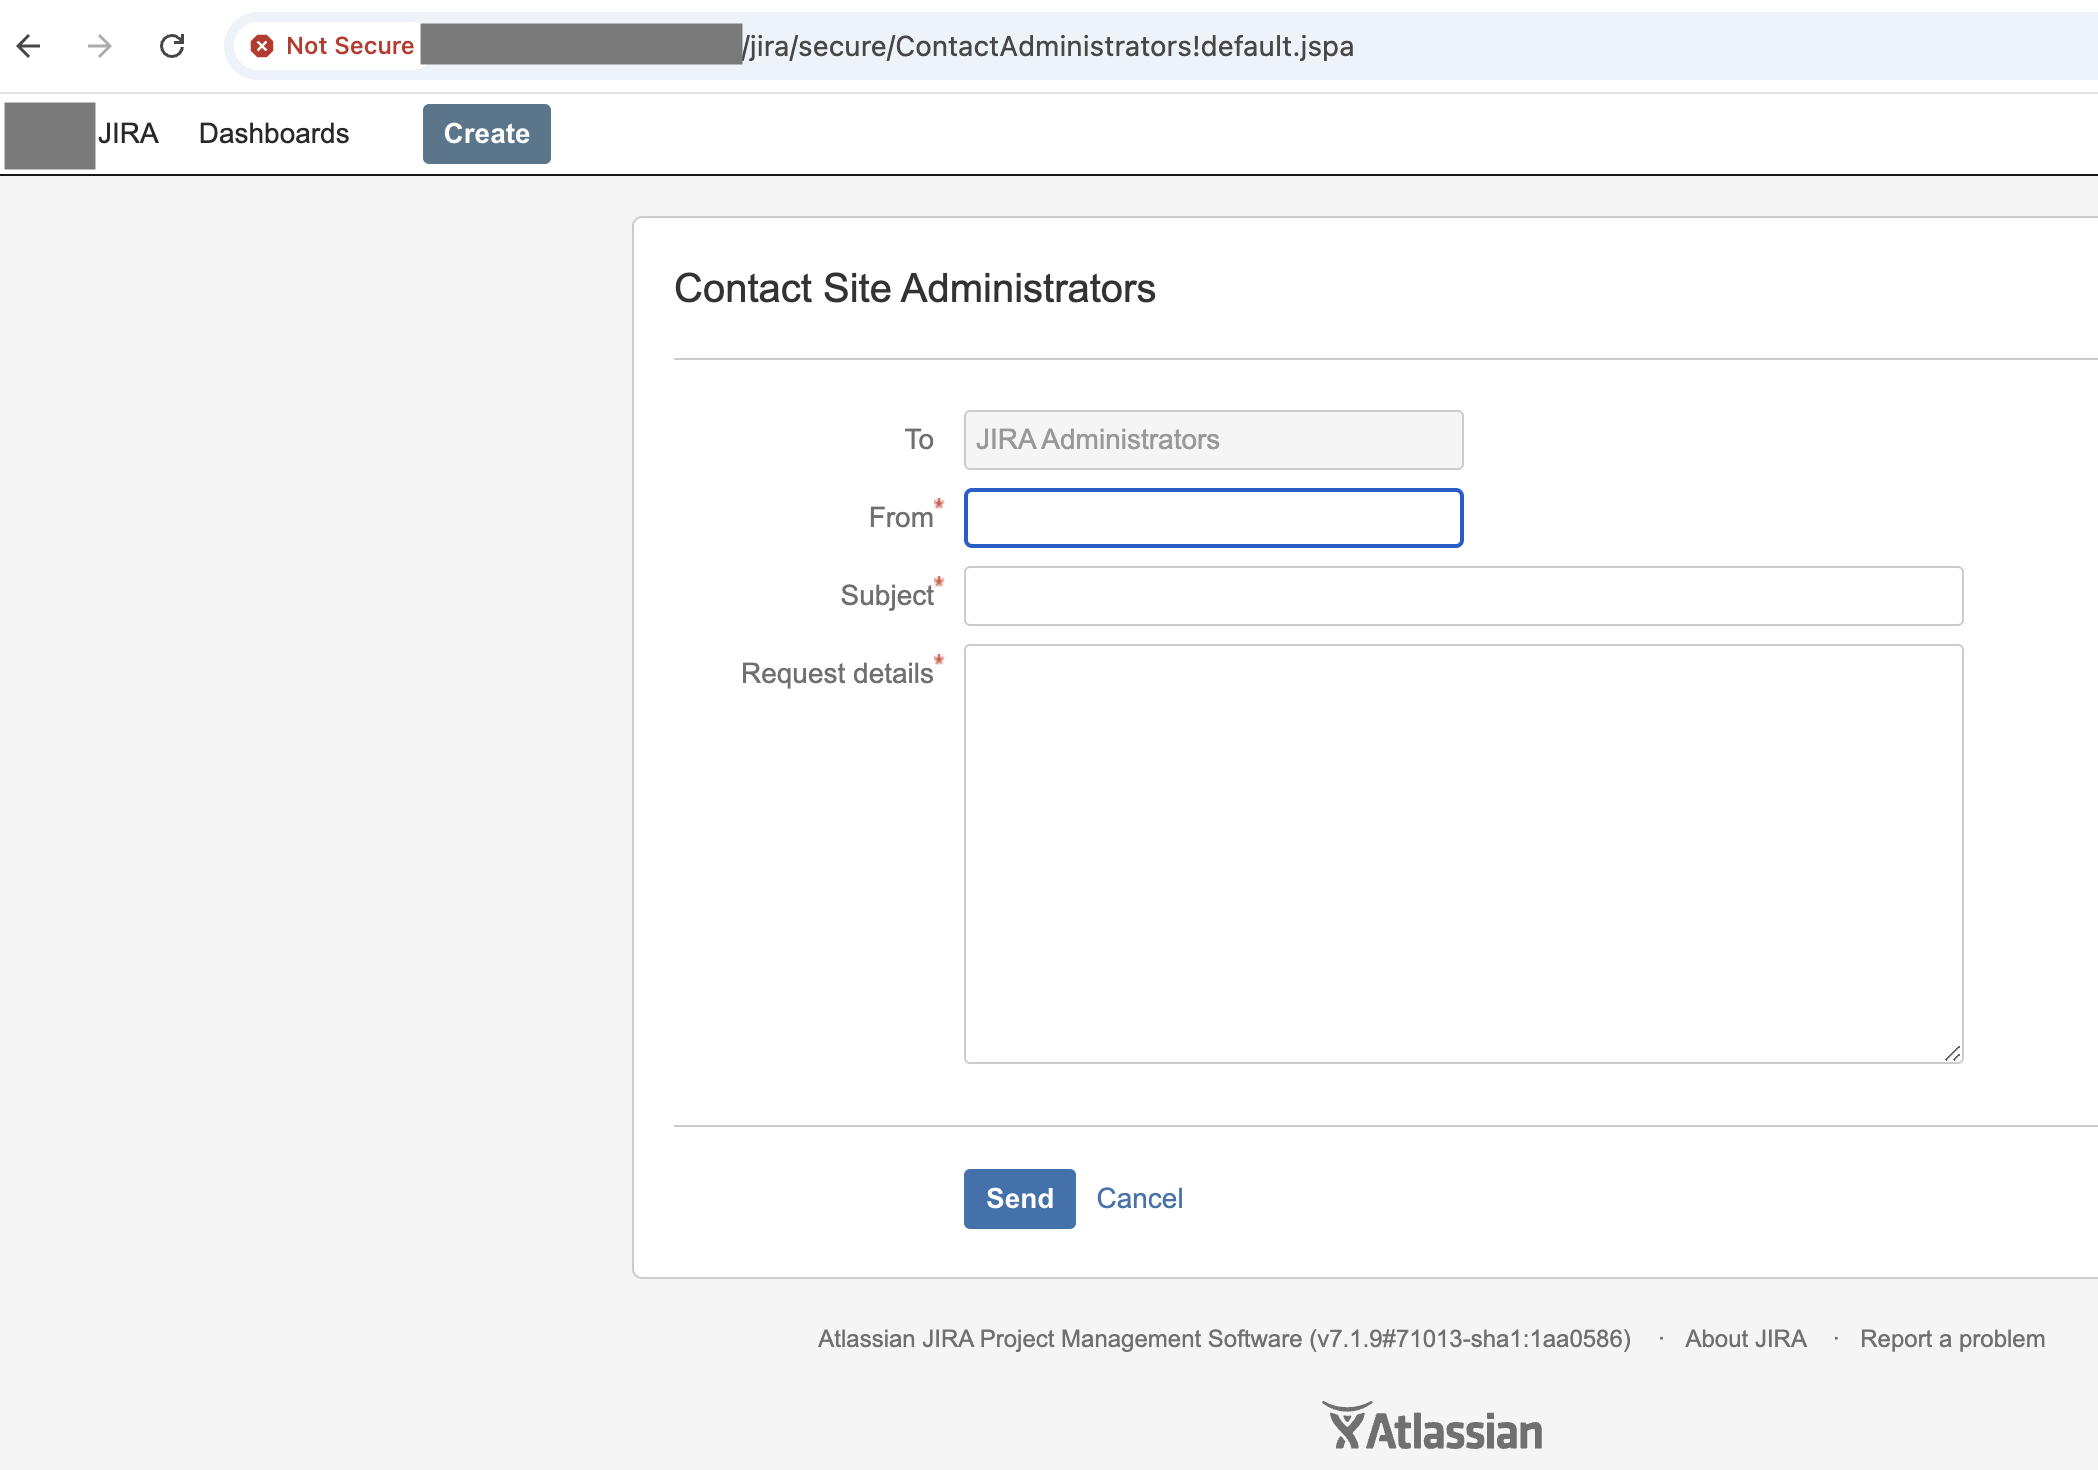 Not Secure /jira/secure/ContactAdministrators!default.jspa
JIRA Dashboards Create
Contact Site Administrators
To JIRA Administrators
From*
Subject*
Request details*
Send Cancel
Atlassian JIRA Project Management Software (v7.1.9#71013-sha1:1aa0586) · About JIRA · Report a problem
Atlassian